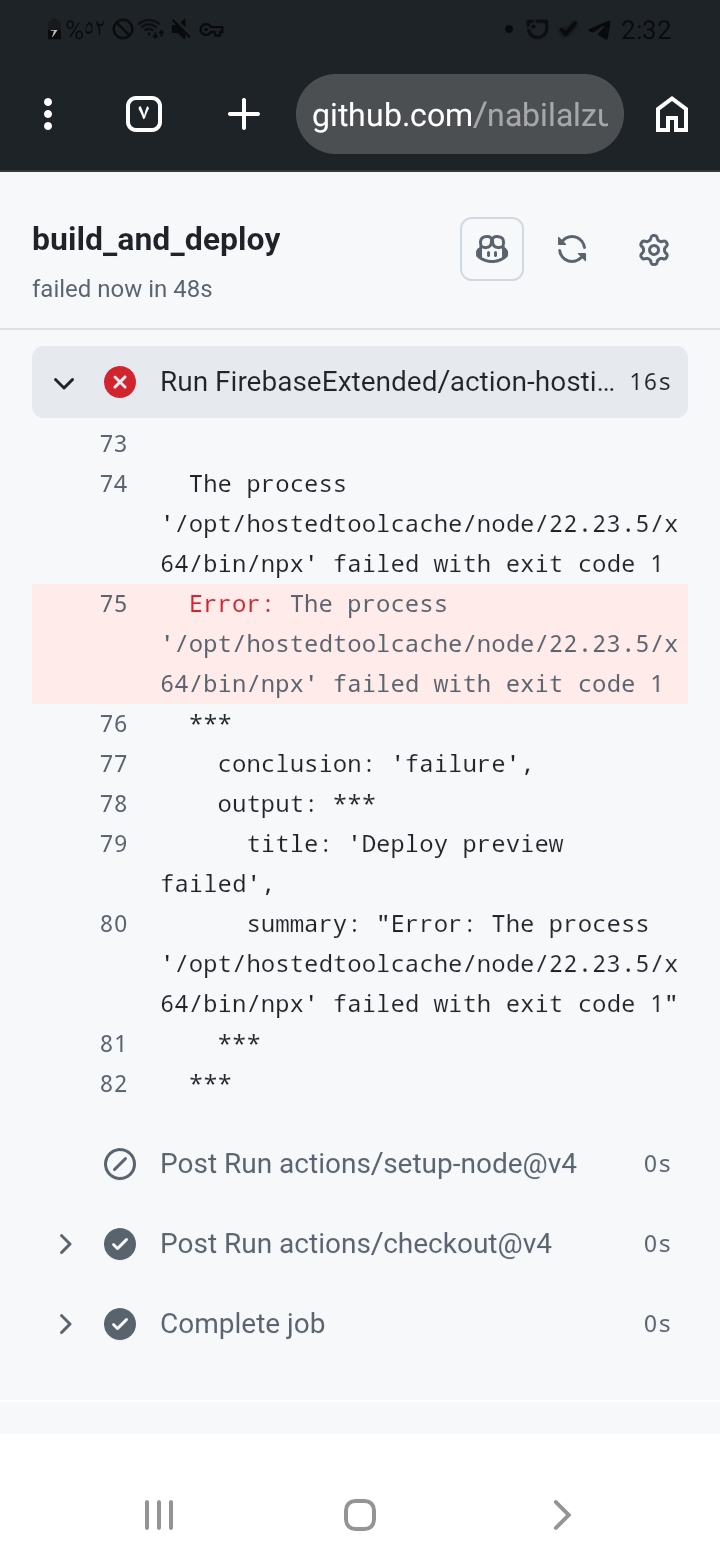 %٥٢
2:32
٧
github.com/nabilalzu
build_and_deploy
failed now in 48s
Run FirebaseExtended/action-hosti... 16s
73
74 The process
'/opt/hostedtoolcache/node/22.23.5/x
64/bin/npx' failed with exit code 1
75 Error: The process
'/opt/hostedtoolcache/node/22.23.5/x
64/bin/npx' failed with exit code 1
76 ***
77 conclusion: 'failure',
78 output: ***
79 title: 'Deploy preview
failed',
80 summary: "Error: The process
'/opt/hostedtoolcache/node/22.23.5/x
64/bin/npx' failed with exit code 1"
81 ***
82 ***
Post Run actions/setup-node@v4 0s
Post Run actions/checkout@v4 0s
Complete job 0s